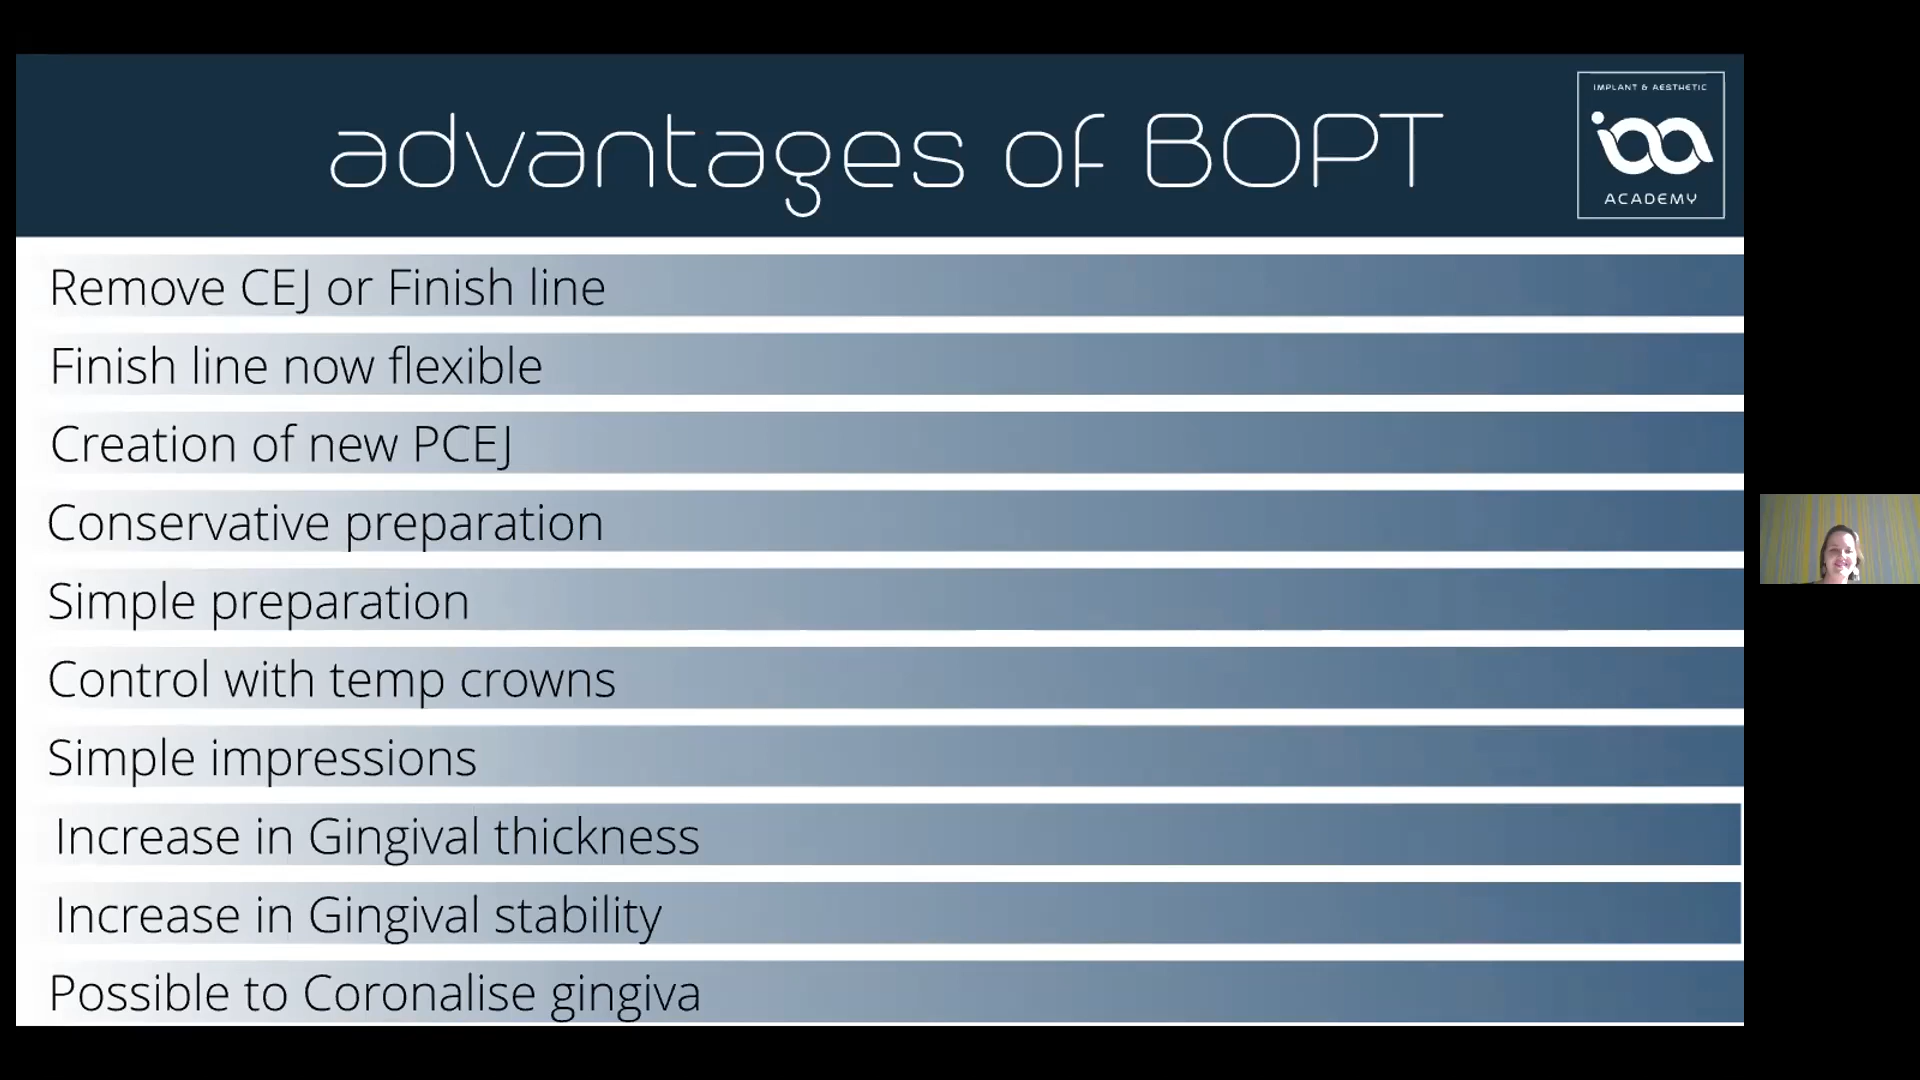 advantages of BOPT
IMPLANT & AESTHETIC
iaa
ACADEMY
Remove CEJ or Finish line
Finish line now flexible
Creation of new PCEJ
Conservative preparation
Simple preparation
Control with temp crowns
Simple impressions
Increase in Gingival thickness
Increase in Gingival stability
Possible to Coronalise gingiva